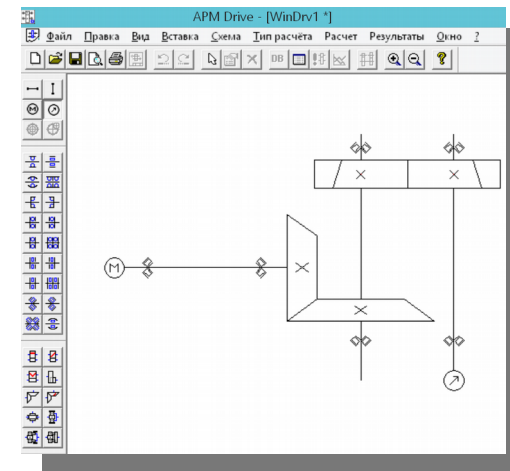 APM Drive - [WinDrv1 *]
Файл Правка Вид Вставка Схема Тип расчёта Расчет Результаты Окно ?
DB ?
M
M